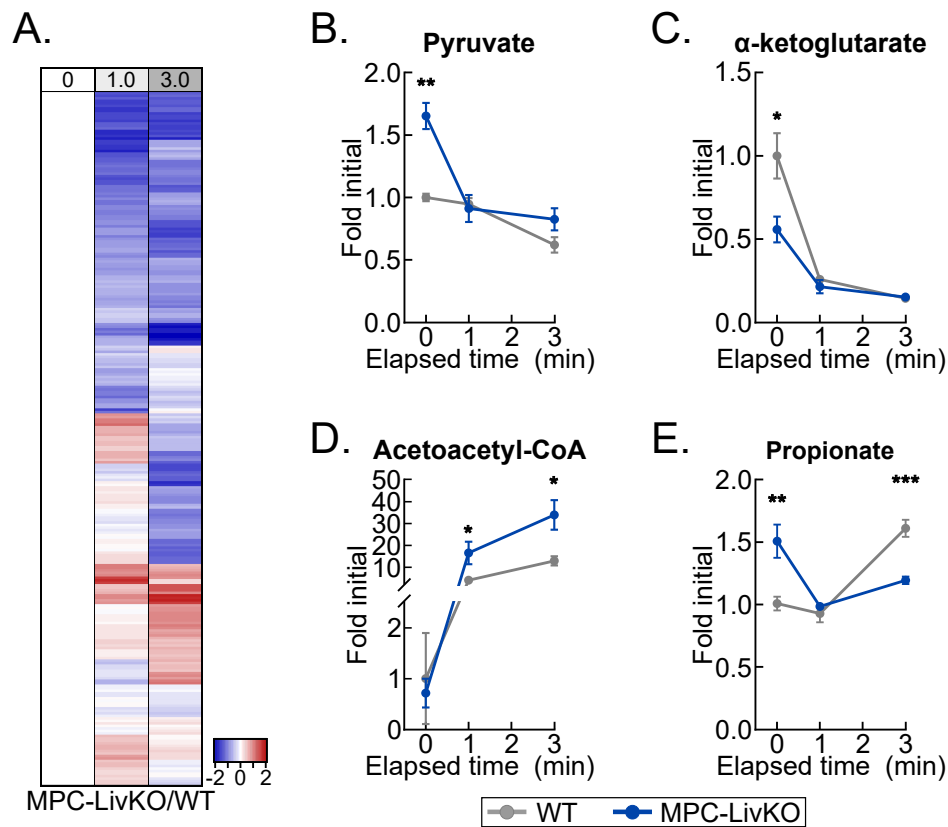 A.
0 1.0 3.0
-2 0 2
MPC-LivKO/WT
B.
Pyruvate
Fold initial
2.0
1.5
1.0
0.5
0.0
**
0 1 2 3
Elapsed time (min)
C.
α-ketoglutarate
Fold initial
1.5
1.0
0.5
0.0
*
0 1 2 3
Elapsed time (min)
D.
Acetoacetyl-CoA
Fold initial
50
40
30
20
10
2
1
0
* *
0 1 2 3
Elapsed time (min)
E.
Propionate
Fold initial
2.0
1.5
1.0
0.5
0.0
** ***
0 1 2 3
Elapsed time (min)
WT MPC-LivKO